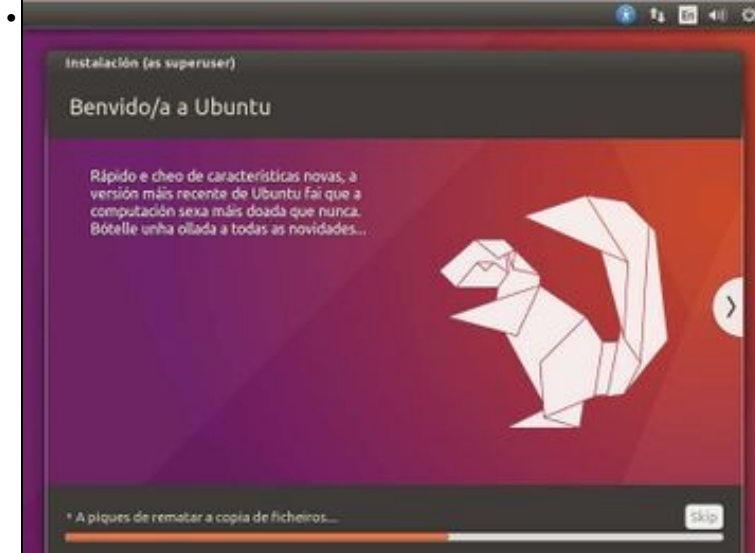 En
Instalación (as superuser)
Benvido/a a Ubuntu
Rápido e cheo de características novas, a
versión máis recente de Ubuntu fai que a
computación sexa máis doada que nunca.
Bótelle unha ollada a todas as novidades...
A piques de rematar a copia de ficheiros...
Skip